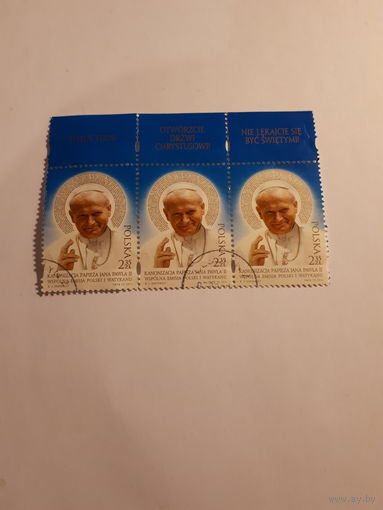 OTWÓRZCIE
DRZWI
CHRYSTUSOWI!
NIE LĘKAJCIE SIĘ
BYĆ ŚWIĘTYMI!
POLSKA
2,35
KANONIZACJA PAPIEŻA JANA PAWŁA II
WSPÓLNA EMISJA POLSKI I WATYKANU
POLSKA
2,35
KANONIZACJA PAPIEŻA JANA PAWŁA II
WSPÓLNA EMISJA POLSKI I WATYKANU
POLSKA
2,35
KANONIZACJA PAPIEŻA JANA PAWŁA II
WSPÓLNA EMISJA POLSKI I WATYKANU
www.ay.by